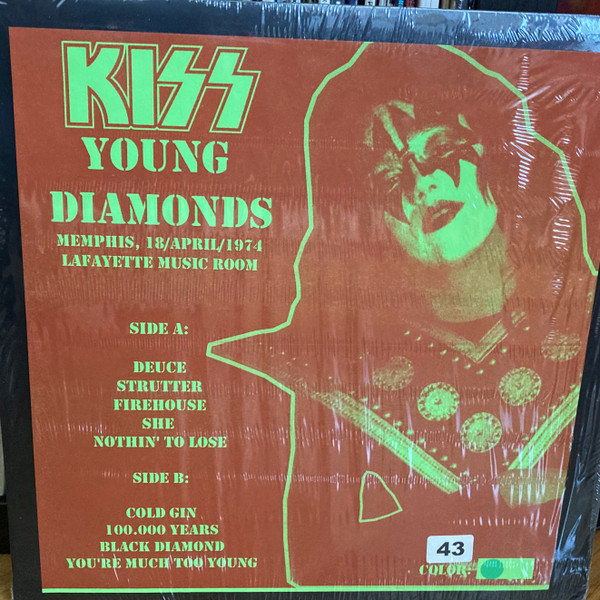 KISS
YOUNG
DIAMONDS
MEMPHIS, 18/APRIL/1974
LAFAYETTE MUSIC ROOM
SIDE A:
DEUCE
STRUTTER
FIREHOUSE
SHE
NOTHIN' TO LOSE
SIDE B:
COLD GIN
100.000 YEARS
BLACK DIAMOND
YOU'RE MUCH TOO YOUNG
43
COLOR: